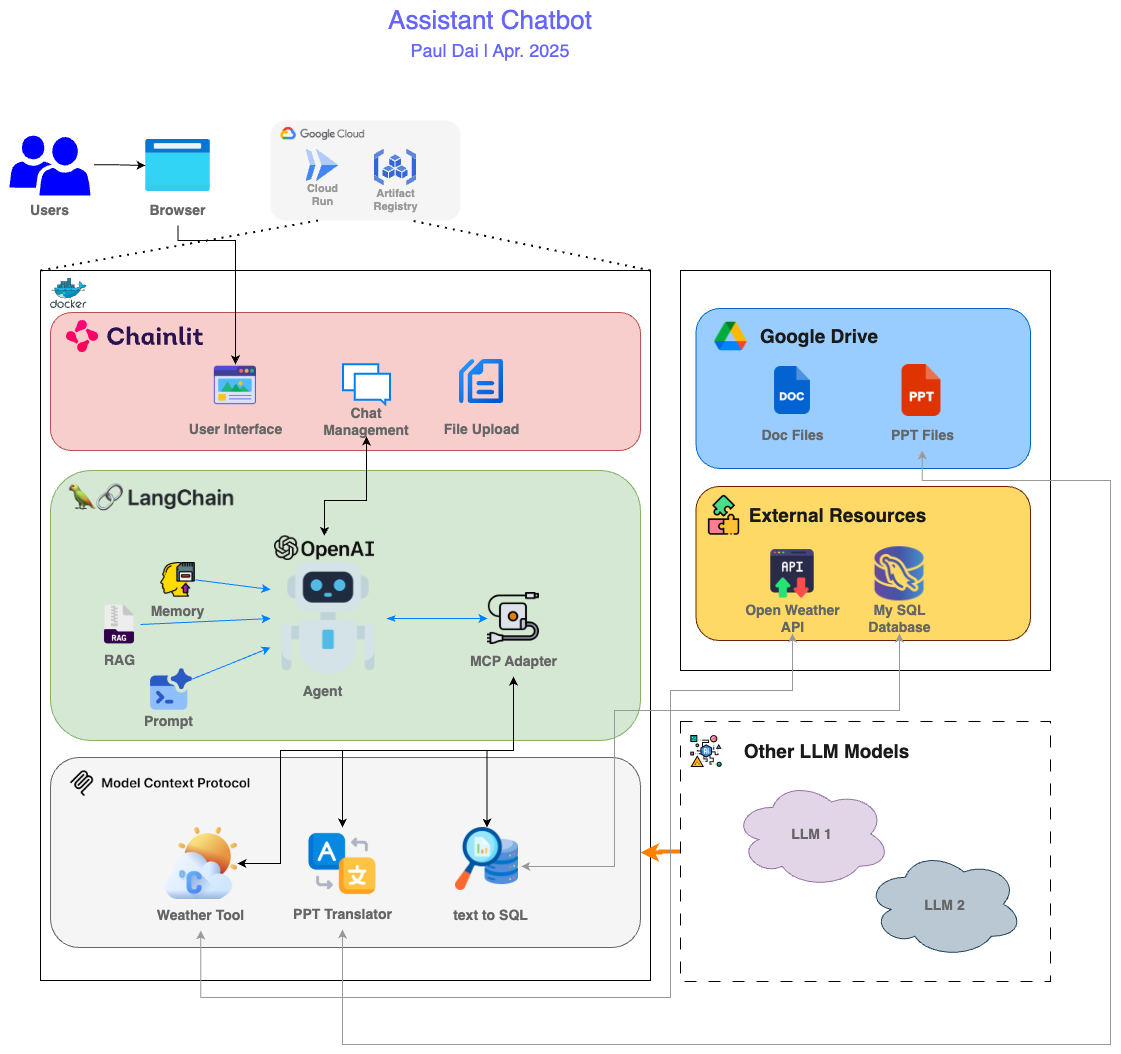 Assistant Chatbot
Paul Dai l Apr. 2025
Google Cloud
Cloud
Run
Artifact
Registry
Users
Browser
docker
Chainlit
User Interface
Chat
Management
File Upload
LangChain
OpenAI
Memory
RAG
RAG
Prompt
Agent
MCP Adapter
Model Context Protocol
°C
A
文
Weather Tool
PPT Translator
text to SQL
Google Drive
DOC
PPT
Doc Files
PPT Files
External Resources
API
Open Weather
API
My SQL
Database
Other LLM Models
LLM 1
LLM 2